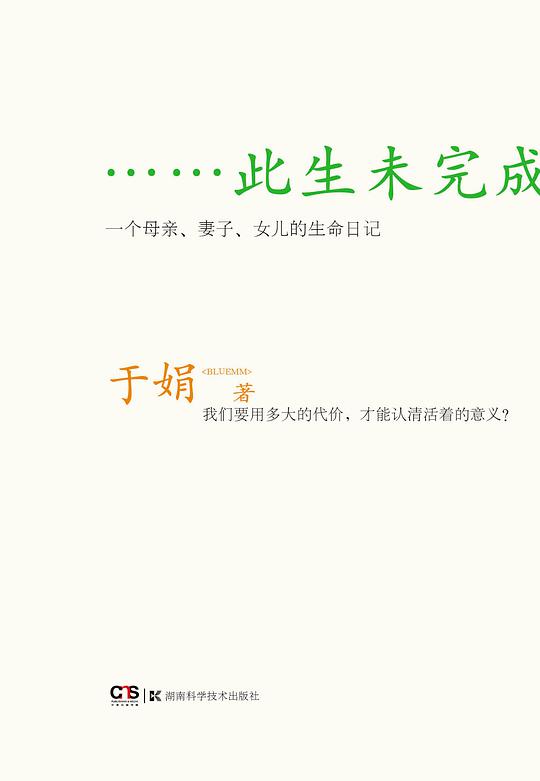 ……此生未完成
一个母亲、妻子、女儿的生命日记
于娟 <BLUEMM> 著
我们要用多大的代价，才能认清活着的意义？
CNS
湖南科学技术出版社